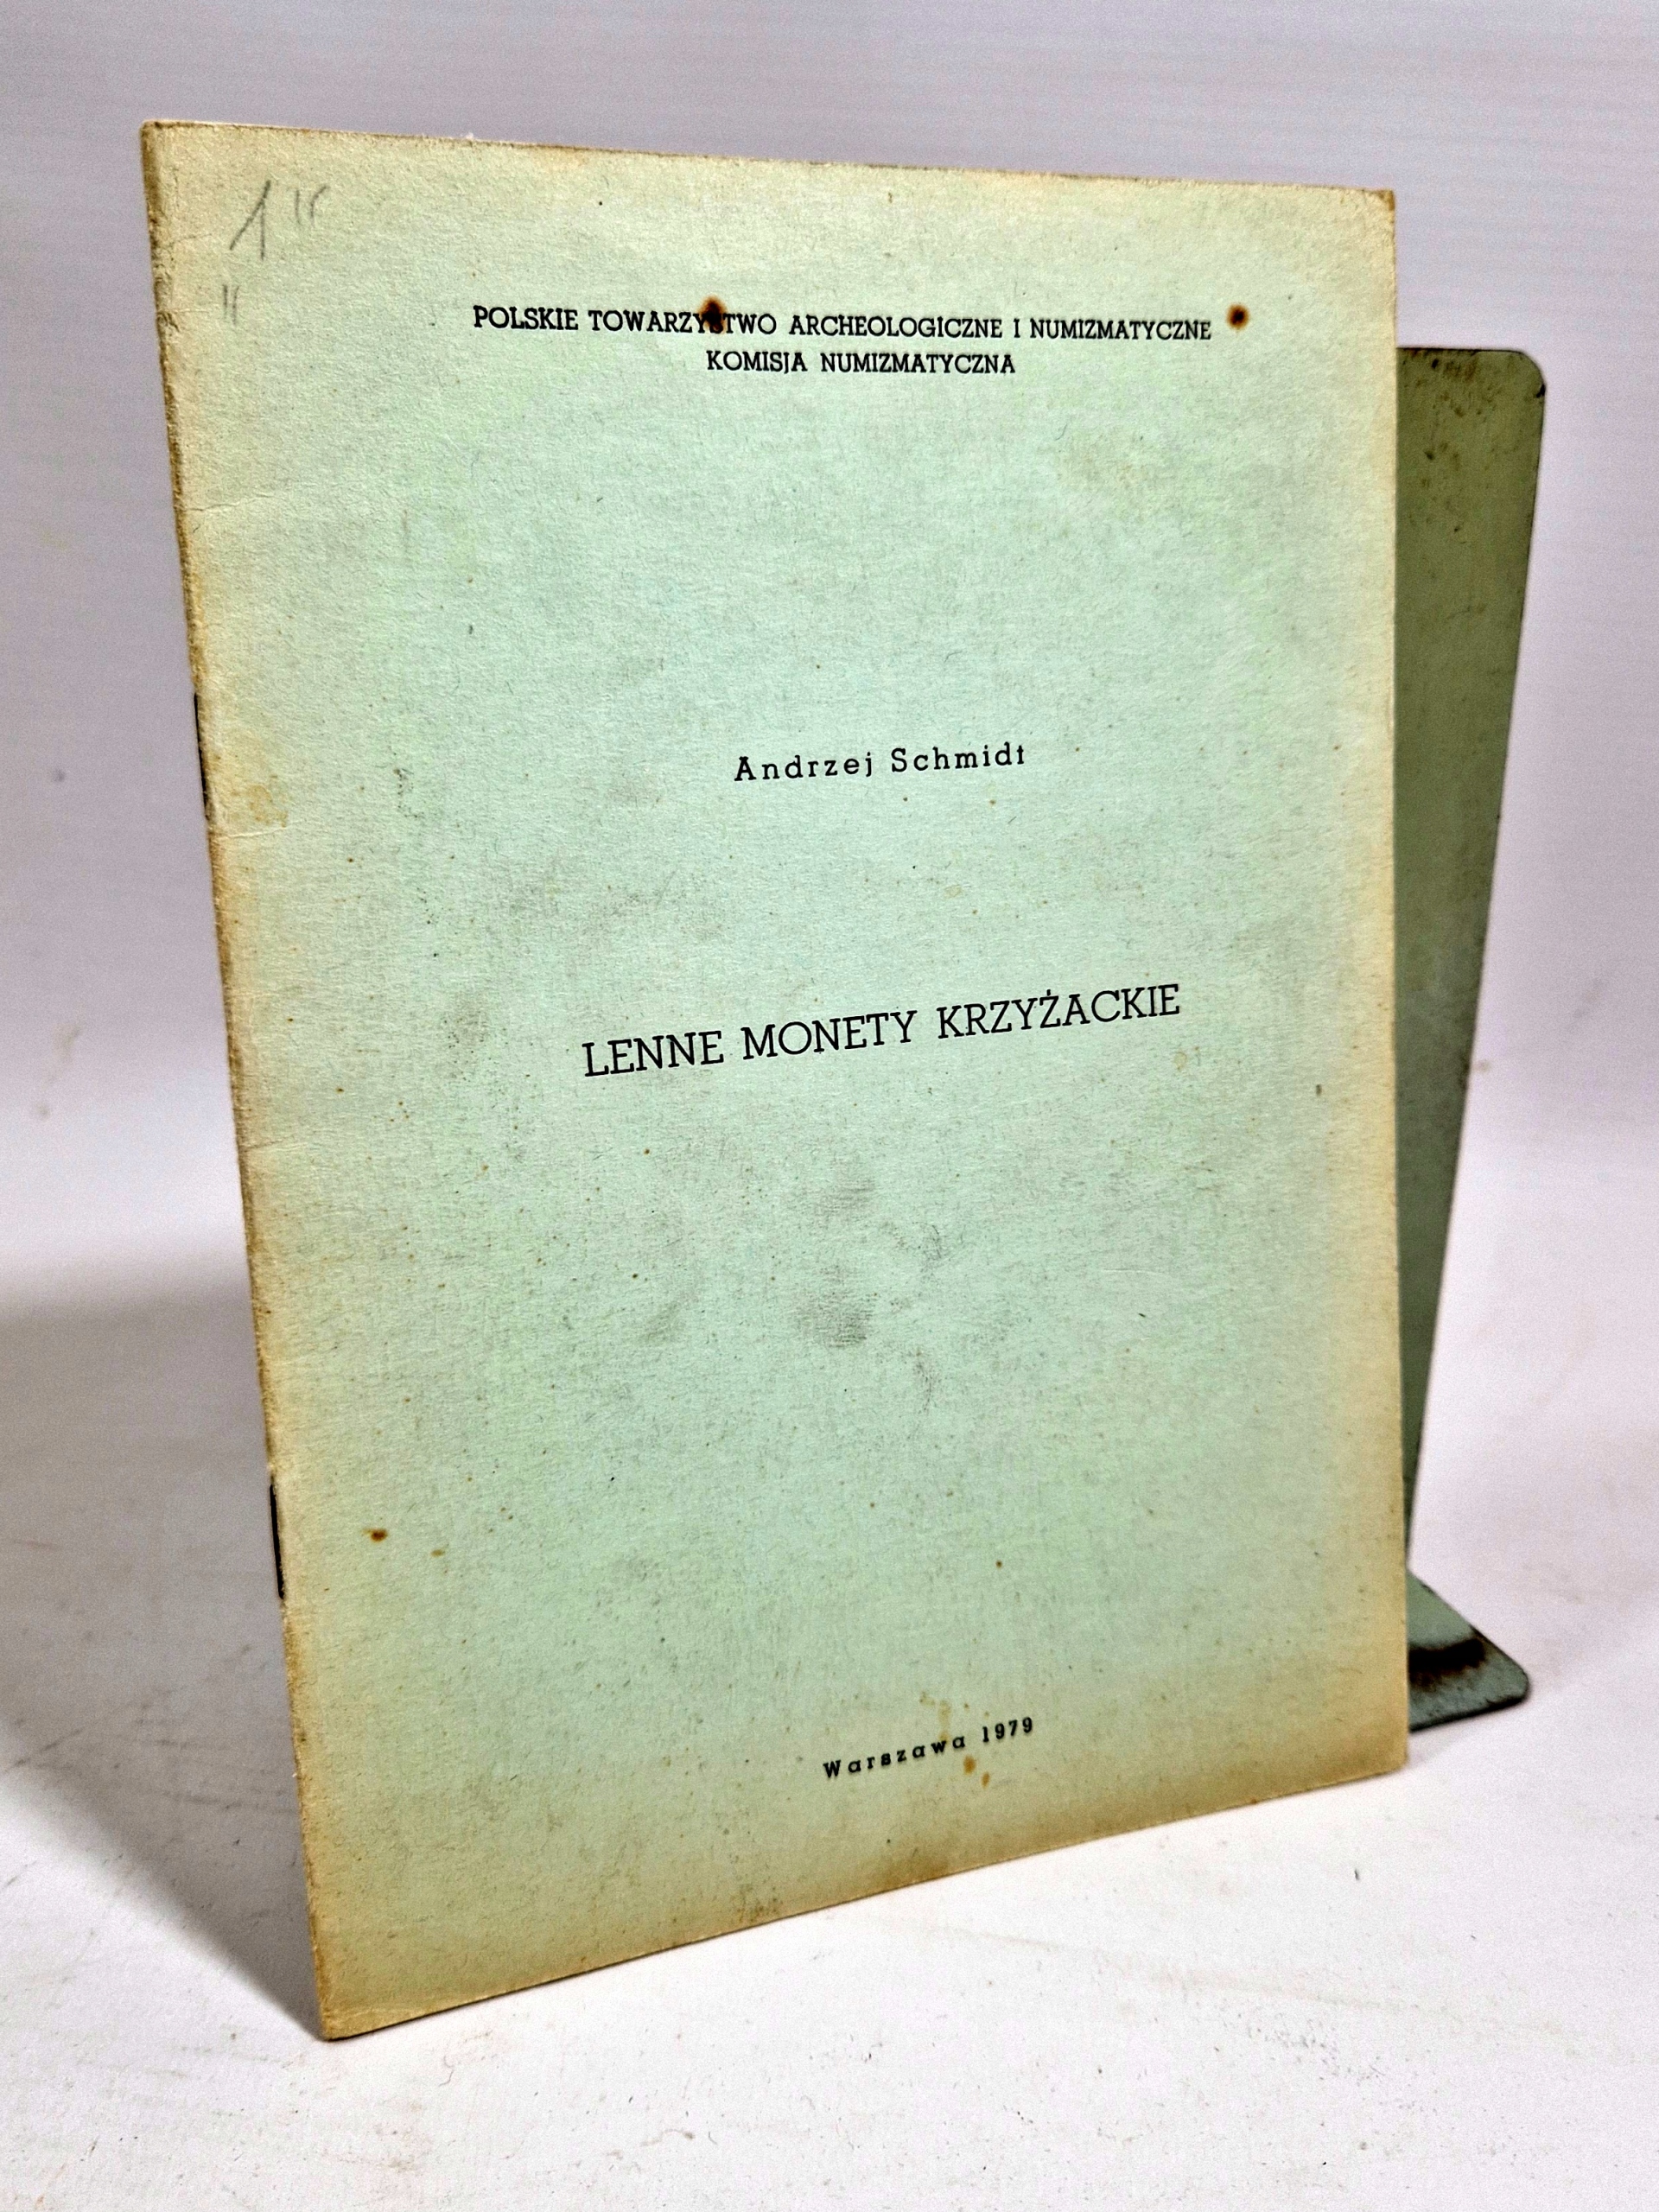 POLSKIE TOWARZYSTWO ARCHEOLOGICZNE I NUMIZMATYCZNE
KOMISJA NUMIZMATYCZNA
Andrzej Schmidt
LENNE MONETY KRZYŻACKIE
Warszawa 1979